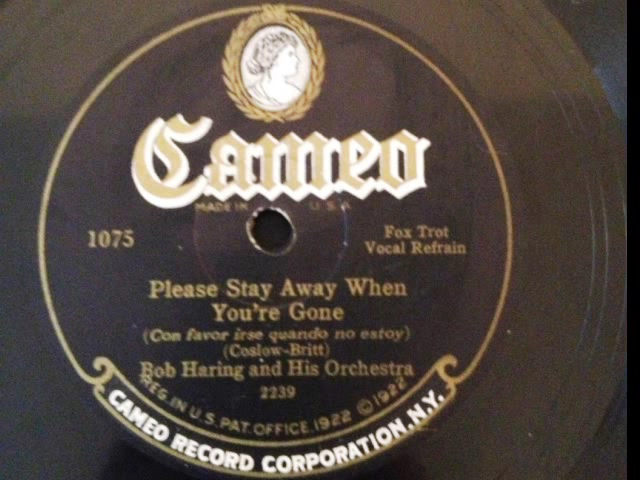 Cameo
MADE IN U.S.A
1075
Fox Trot
Vocal Refrain
Please Stay Away When
You're Gone
(Con favor irse quando no estoy)
(Coslow-Britt)
Bob Haring and His Orchestra
2239
REG. IN U.S. PAT. OFFICE. 1922 © 1922
CAMEO RECORD CORPORATION, N.Y.